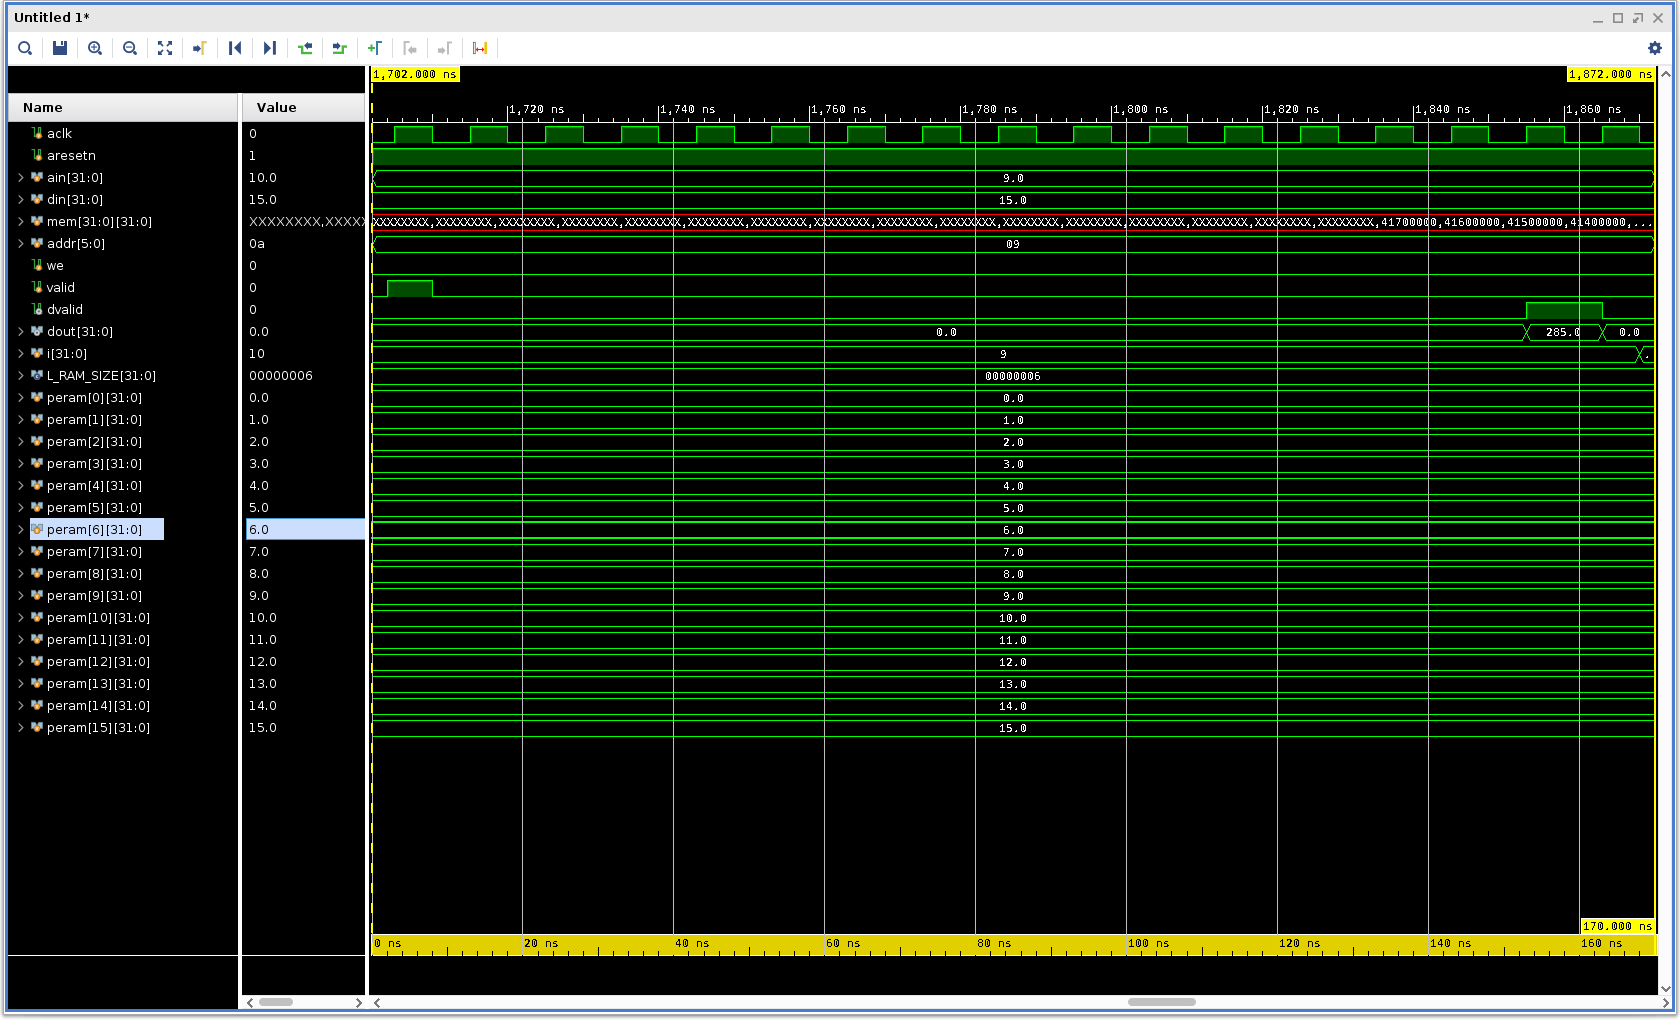 Untitled 1*
1,702.000 ns 1,872.000 ns
Name Value
1,720 ns 1,740 ns 1,760 ns 1,780 ns 1,800 ns 1,820 ns 1,840 ns 1,860 ns
aclk 0
aresetn 1
ain[31:0] 10.0 9.0
din[31:0] 15.0 15.0
mem[31:0][31:0] XXXXXXXX,XXXXX XXXXXXXX,XXXXXXXX,XXXXXXXX,XXXXXXXX,XXXXXXXX,XXXXXXXX,XXXXXXXX,XXXXXXXX,XXXXXXXX,XXXXXXXX,XXXXXXXX,XXXXXXXX,XXXXXXXX,XXXXXXXX,XXXXXXXX,XXXXXXXX,41700000,41600000,41500000,41400000,...
addr[5:0] 0a 09
we 0
valid 0
dvalid 0
dout[31:0] 0.0 0.0 285.0 0.0
i[31:0] 10 9
L_RAM_SIZE[31:0] 00000006 00000006
peram[0][31:0] 0.0 0.0
peram[1][31:0] 1.0 1.0
peram[2][31:0] 2.0 2.0
peram[3][31:0] 3.0 3.0
peram[4][31:0] 4.0 4.0
peram[5][31:0] 5.0 5.0
peram[6][31:0] 6.0 6.0
peram[7][31:0] 7.0 7.0
peram[8][31:0] 8.0 8.0
peram[9][31:0] 9.0 9.0
peram[10][31:0] 10.0 10.0
peram[11][31:0] 11.0 11.0
peram[12][31:0] 12.0 12.0
peram[13][31:0] 13.0 13.0
peram[14][31:0] 14.0 14.0
peram[15][31:0] 15.0 15.0
170.000 ns
0 ns 20 ns 40 ns 60 ns 80 ns 100 ns 120 ns 140 ns 160 ns